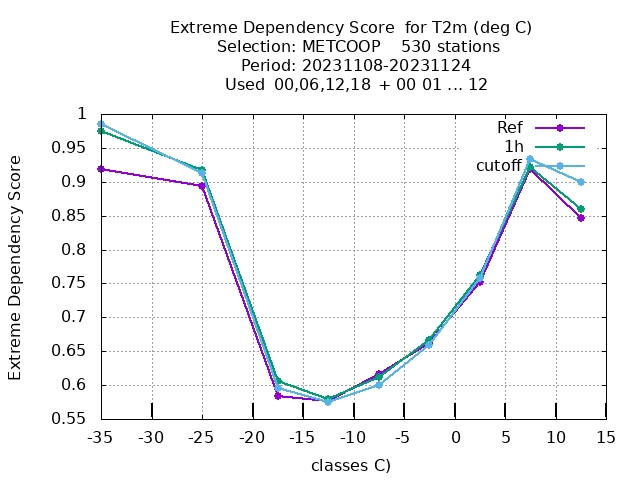 Extreme Dependency Score  for T2m (deg C)
Selection: METCOOP    530 stations
Period: 20231108-20231124
Used  00,06,12,18  + 00 01 ... 12
Extreme Dependency Score
1
0.95
0.9
0.85
0.8
0.75
0.7
0.65
0.6
0.55
Ref
1h
cutoff
-35 -30 -25 -20 -15 -10 -5 0 5 10 15
classes C)